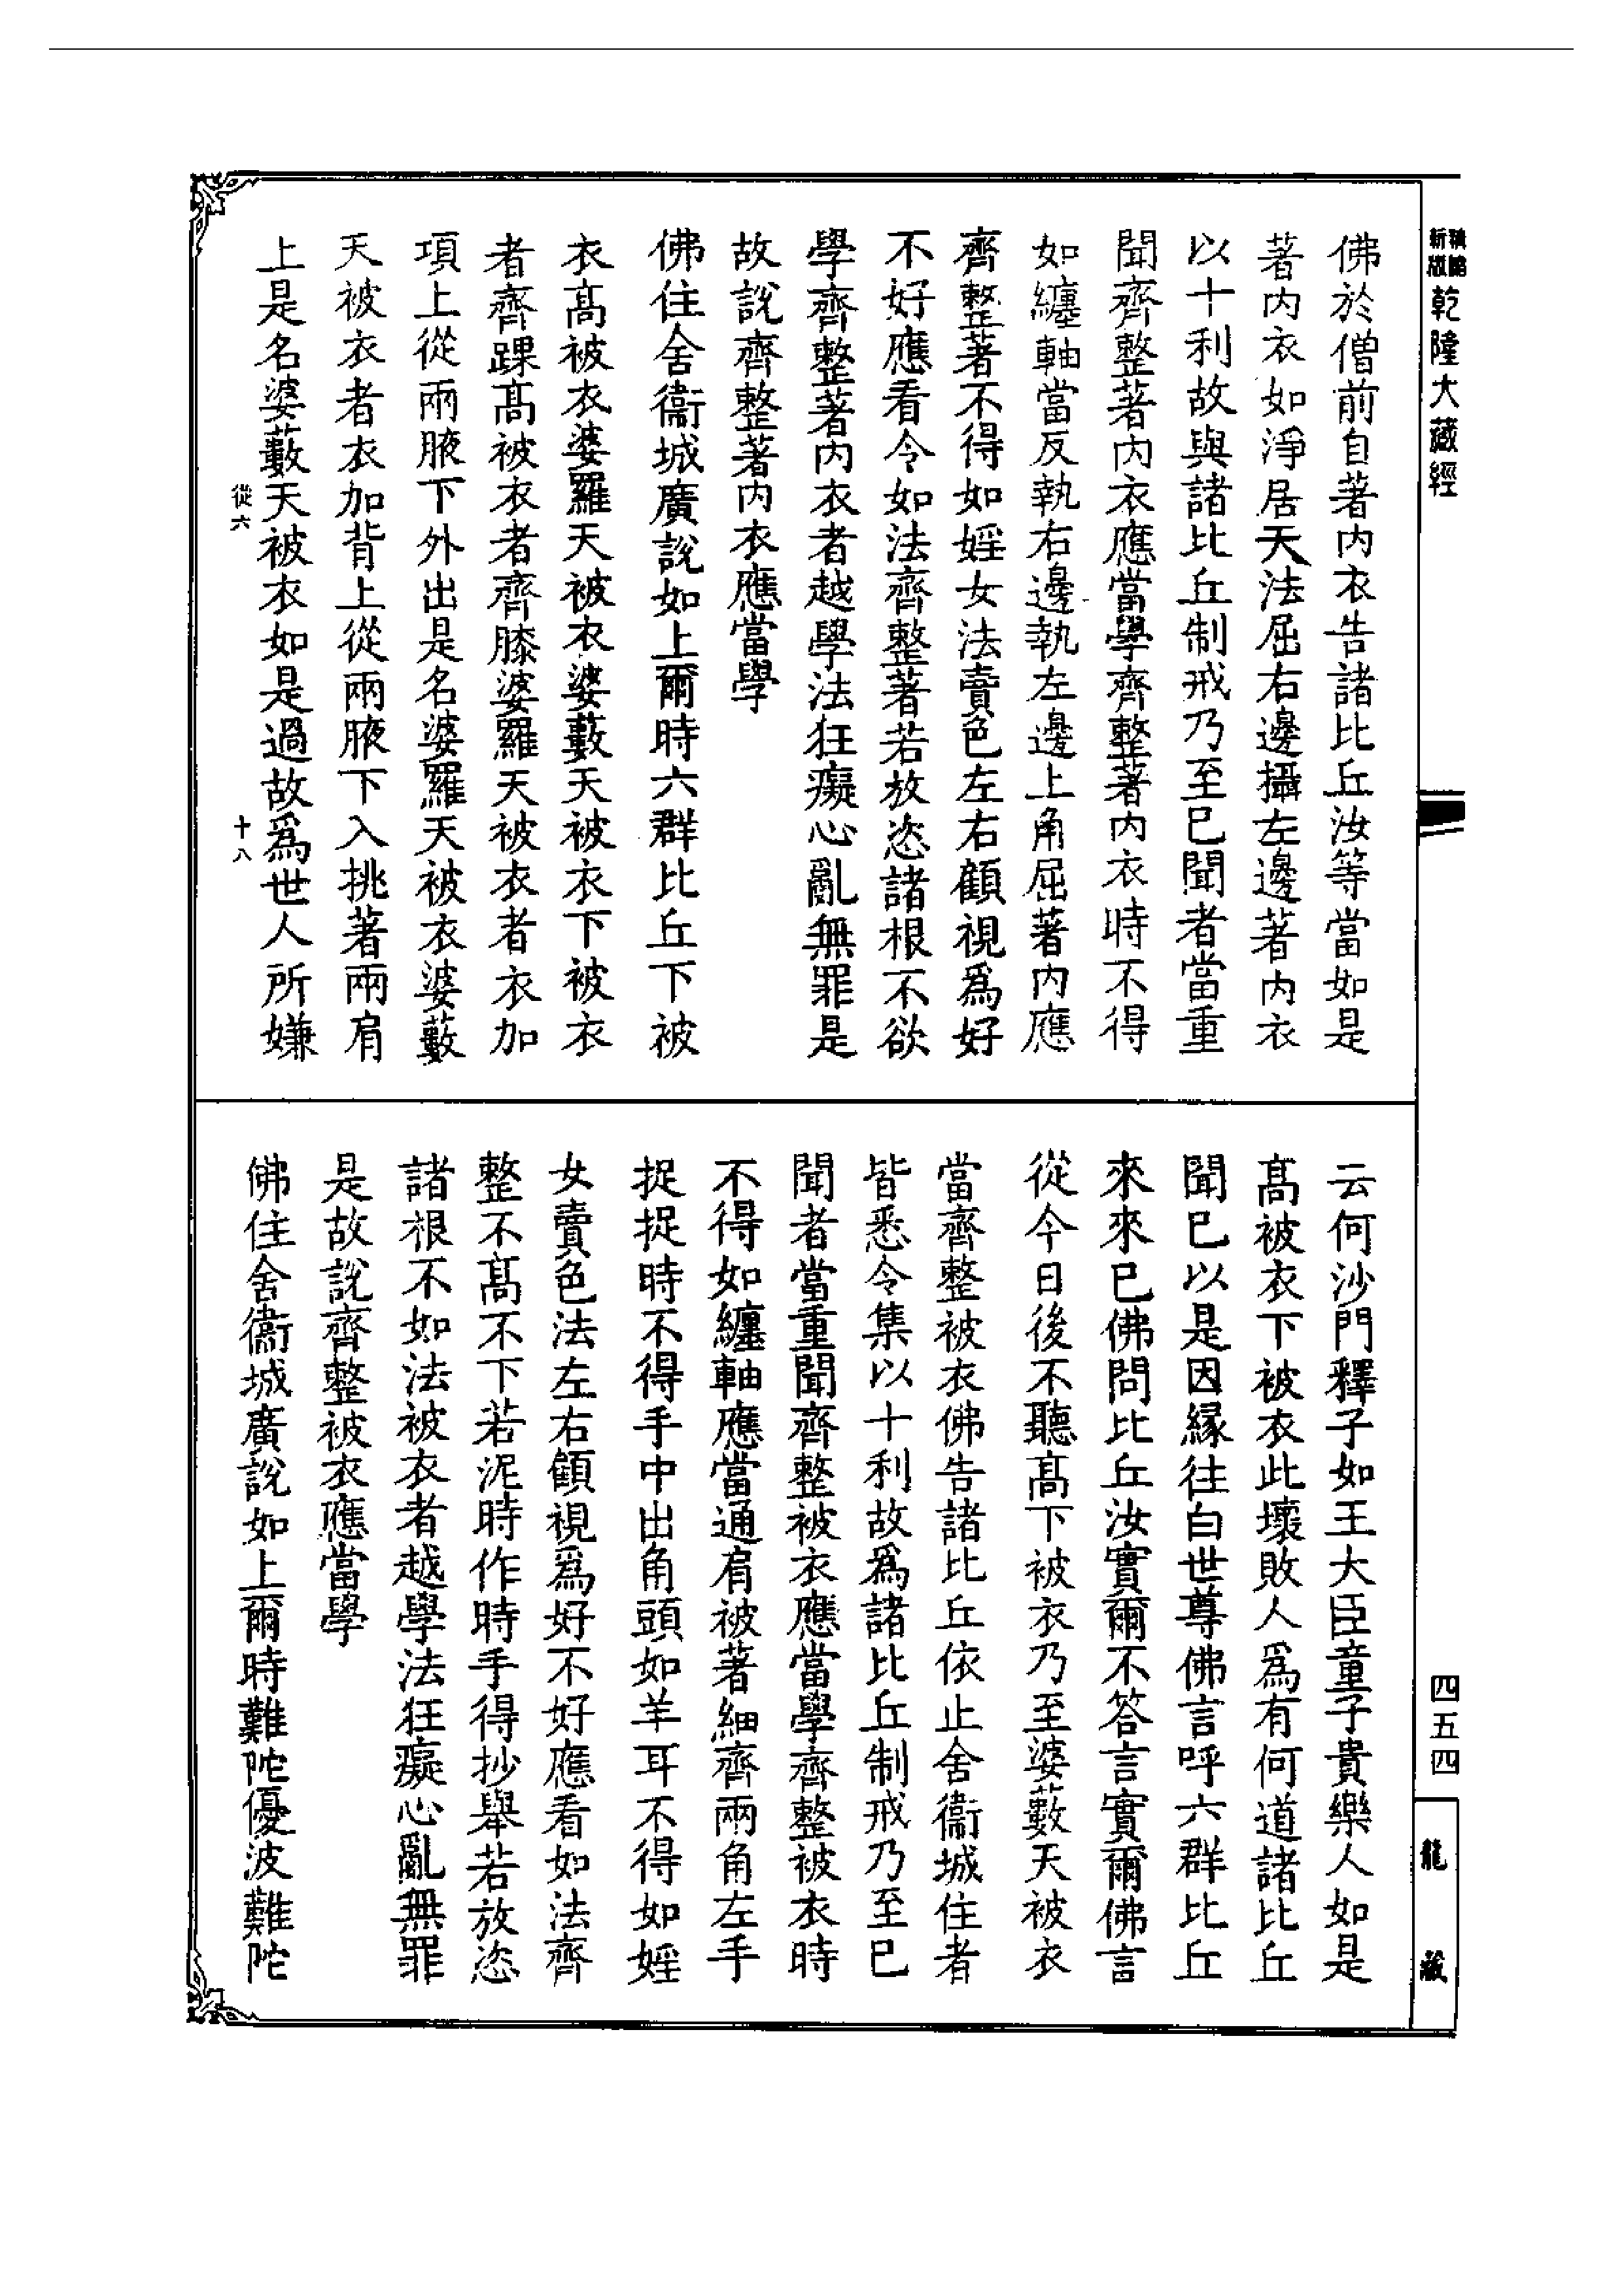 新版
乾隆大藏經
佛於僧前自著内衣告諸比丘汝等當如是
著内衣如淨居天法屈右邊攝左邊著内衣
以十利故與諸比丘制戒乃至已聞者當重
聞齊整著内衣應當學齊整著内衣時不得
如纏軸當反執右邊執左邊上角屈著内應
齊整著不得如婬女法賣色左右顧視爲好
不好應看令如法齊整著若放恣諸根不欲
學齊整著内衣者越學法狂癡心亂無罪是
故說齊整著内衣應當學
佛住舍衞城廣說如上爾時六群比丘下被
衣髙被衣婆羅天被衣婆藪天被衣下被衣
者齊踝髙被衣者齊膝婆羅天被衣者衣加
項上從兩腋下外出是名婆羅天被衣婆藪
天被衣者衣加背上從兩腋下入挑著兩肩
上是名婆藪天被衣如是過故爲世人所嫌
從六
十八
云何沙門釋子如王大臣童子貴樂人如是
髙被衣下被衣此壞敗人爲有何道諸比丘
聞已以是因緣往白世尊佛言呼六群比丘
來來已佛問比丘汝實爾不答言實爾佛言
從今日後不聽髙下被衣乃至婆藪天被衣
當齊整被衣佛告諸比丘依止舍衞城住者
皆悉令集以十利故爲諸比丘制戒乃至已
聞者當重聞齊整被衣應當學齊整被衣時
不得如纏軸應當通肩被著細齊兩角左手
捉捉時不得手中出角頭如羊耳不得如婬
女賣色法左右顧視爲好不好應看如法齊
整不髙不下若泥時作時手得抄舉若放恣
諸根不如法被衣者越學法狂癡心亂無罪
是故說齊整被衣應當學
佛住舍衞城廣說如上爾時難陀優波難陀
四五四
龍藏